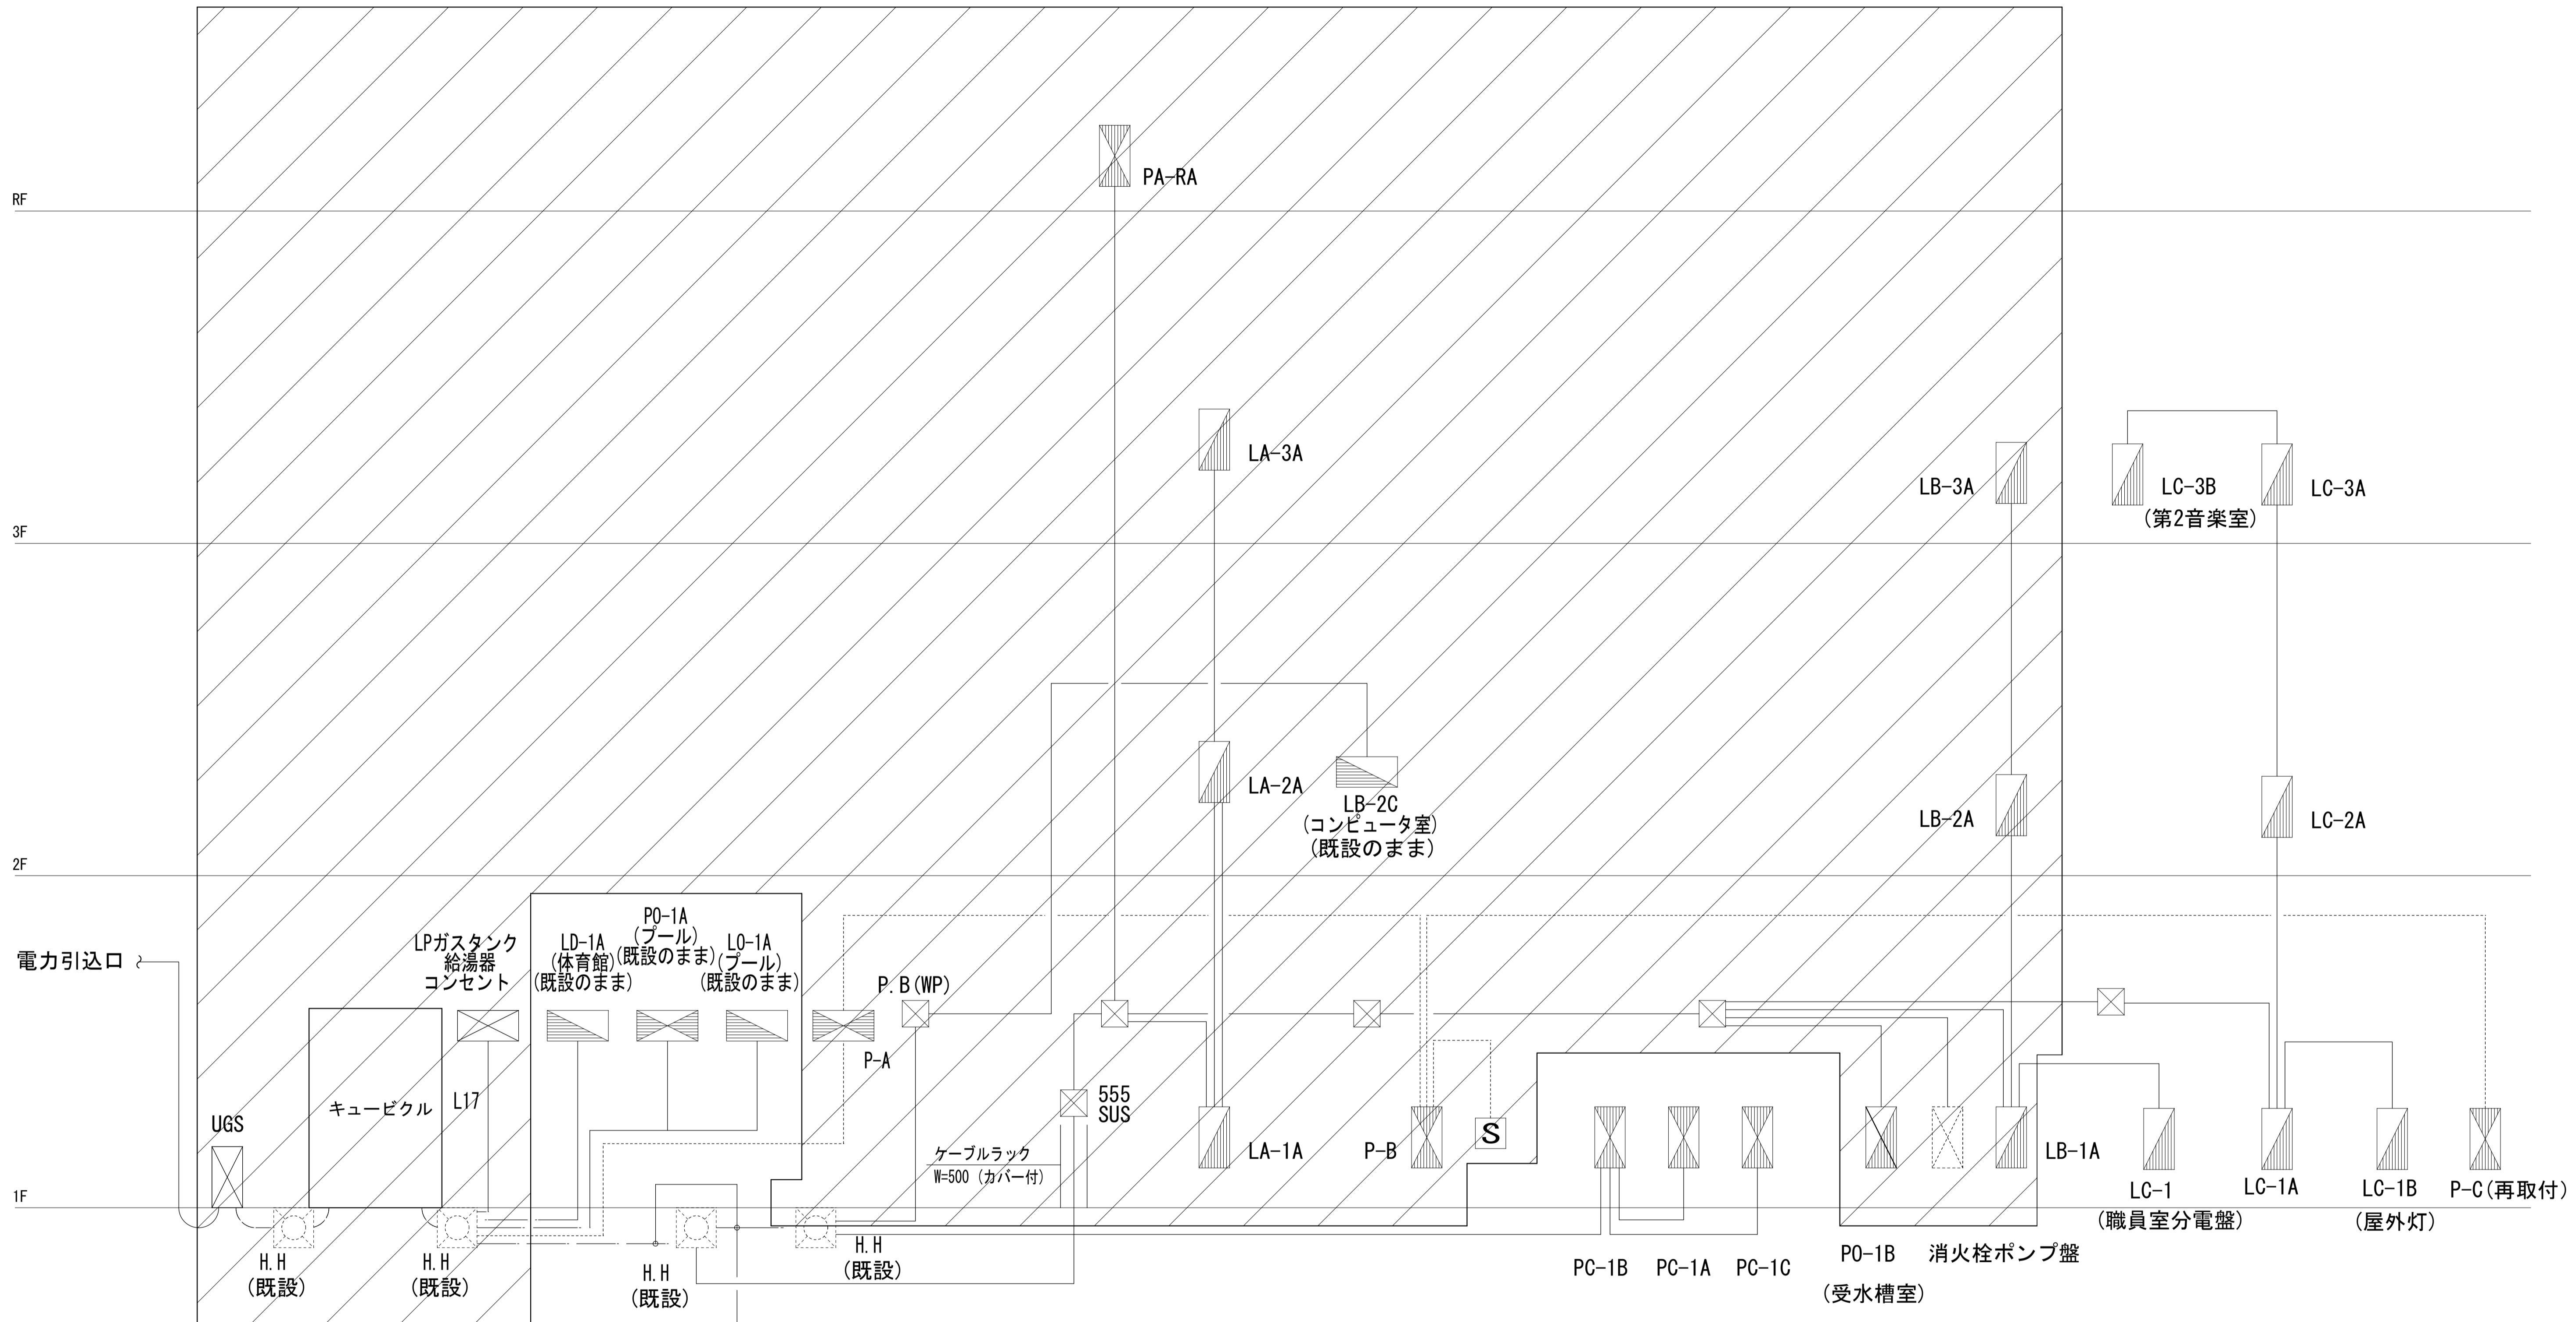 PA-RA
RF
LA-3A
LB-3A
LC-3B
(第2音楽室)
LC-3A
3F
LA-2A
LB-2C
(コンピュータ室)
(既設のまま)
LB-2A
LC-2A
2F
電力引込口
LPガスタンク
給湯器
コンセント
LD-1A
(体育館)
(既設のまま)
PO-1A
(プール)
(既設のまま)
LO-1A
(プール)
(既設のまま)
P.B(WP)
P-A
UGS
キュービクル
L17
555
SUS
ケーブルラック
W=500 (カバー付)
LA-1A
P-B
S
LB-1A
1F
LC-1
(職員室分電盤)
LC-1A
LC-1B
(屋外灯)
P-C(再取付)
H.H
(既設)
H.H
(既設)
H.H
(既設)
H.H
(既設)
PC-1B
PC-1A
PC-1C
PO-1B
(受水槽室)
消火栓ポンプ盤